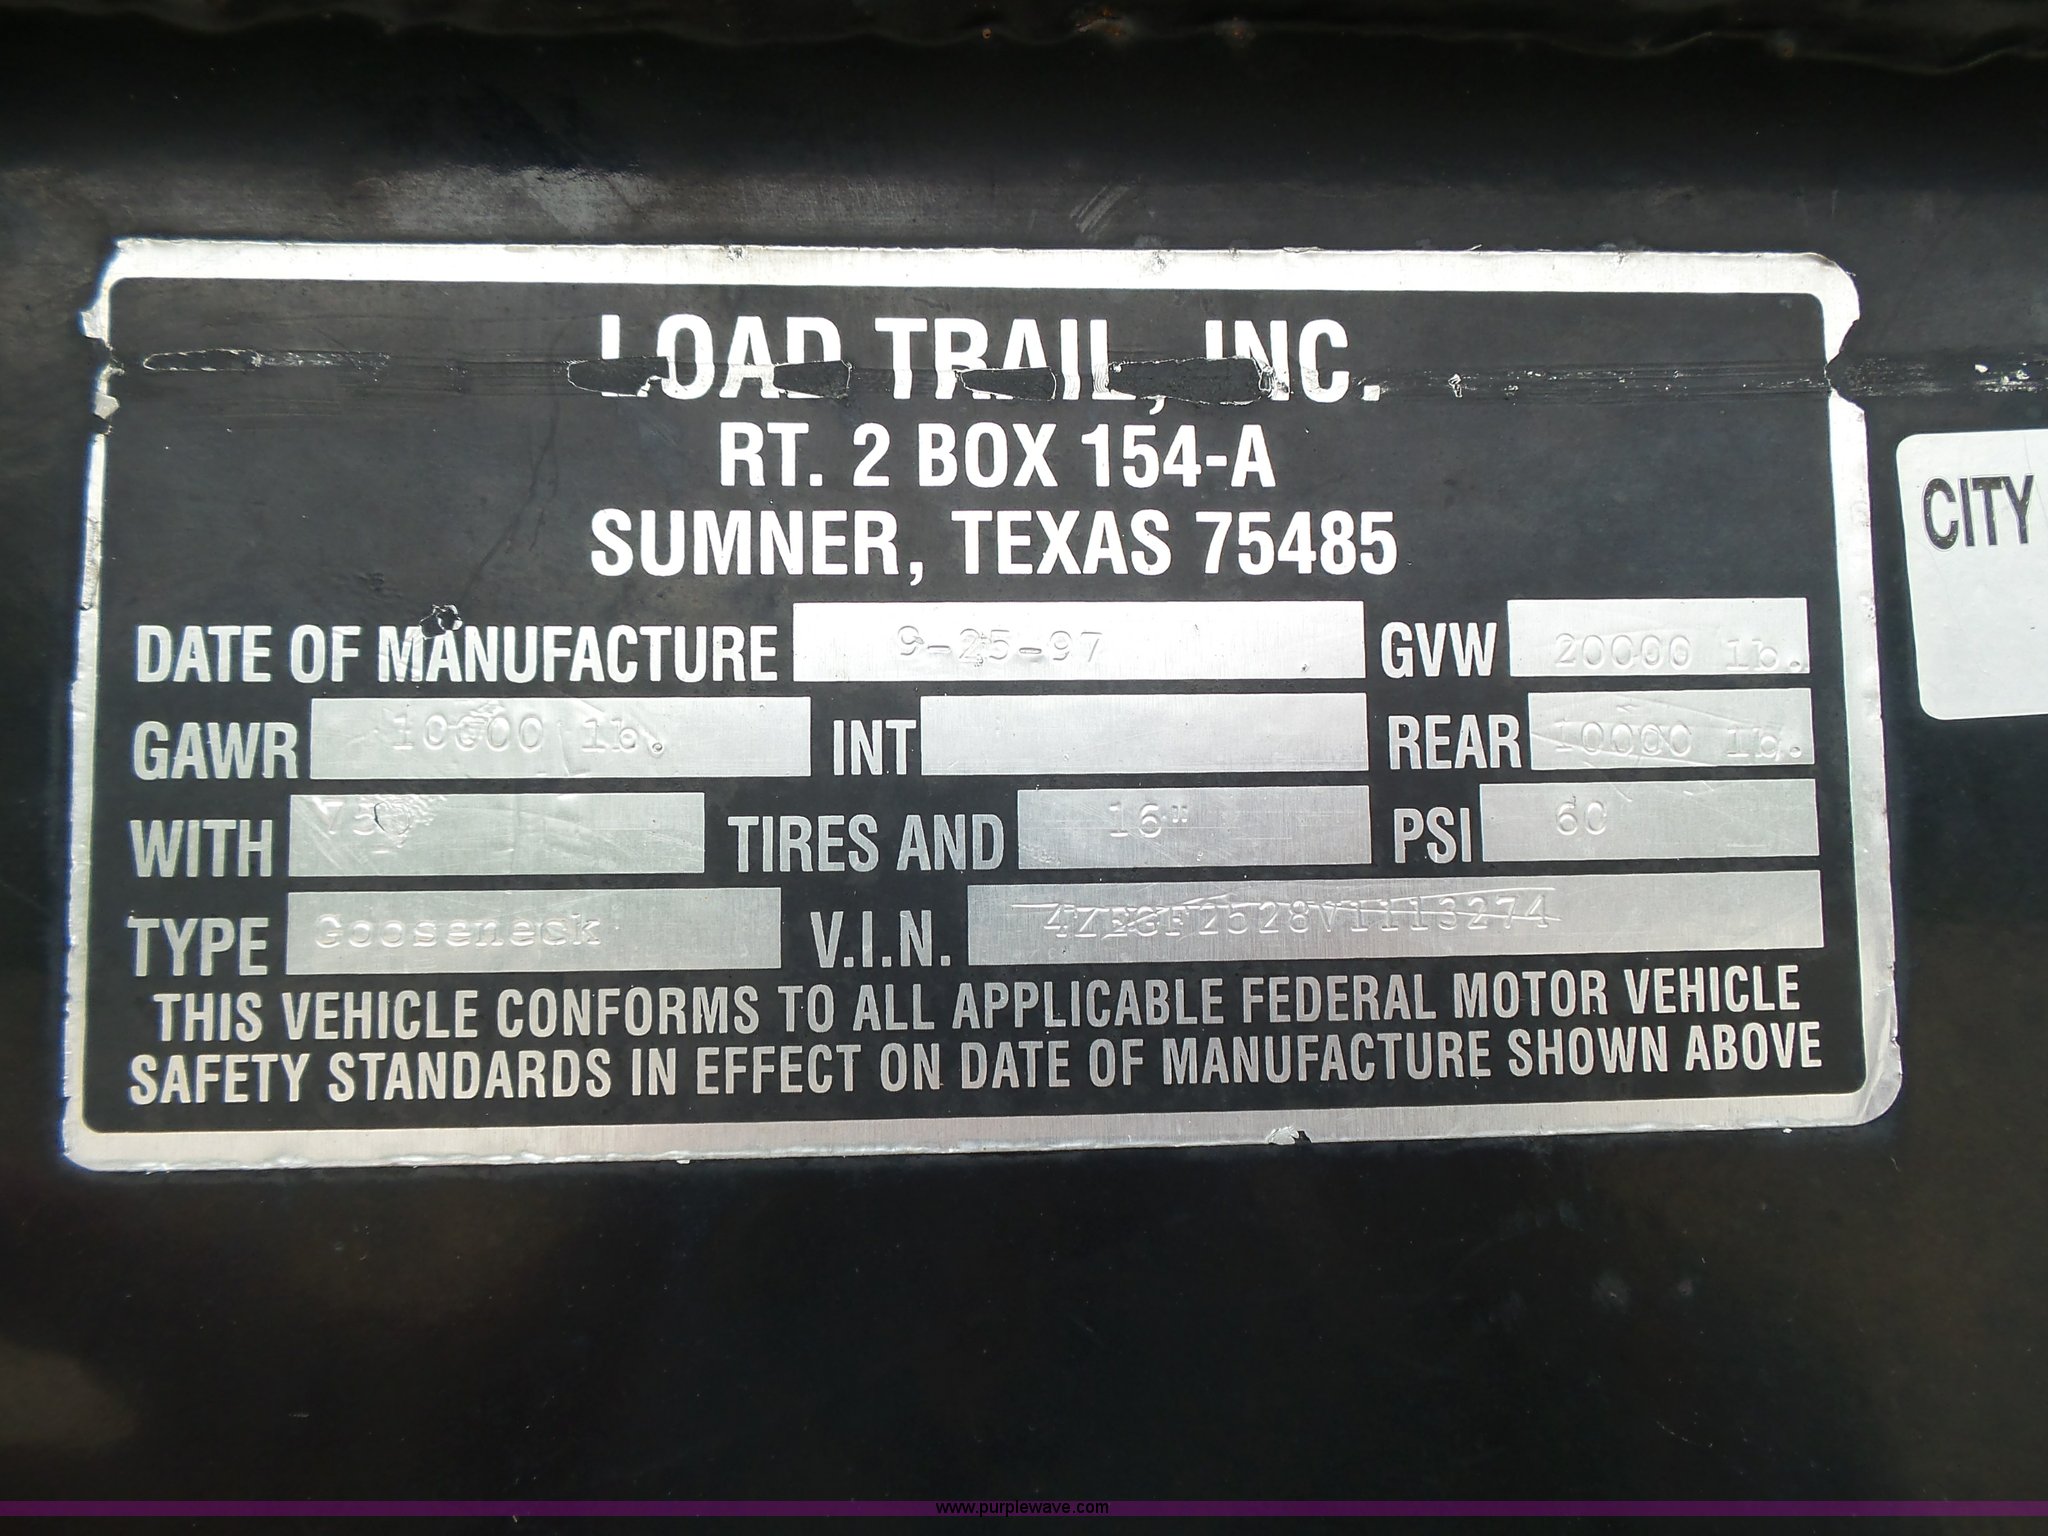 LOAD TRAIL, INC.
RT. 2 BOX 154-A
SUMNER, TEXAS 75485
DATE OF MANUFACTURE 9-25-97 GVW 20000 lb.
GAWR 10000 lb. INT REAR 10000 lb.
WITH 750 TIRES AND 16" PSI 60
TYPE Gooseneck V.I.N. 4ZEGF2528V1113274
THIS VEHICLE CONFORMS TO ALL APPLICABLE FEDERAL MOTOR VEHICLE
SAFETY STANDARDS IN EFFECT ON DATE OF MANUFACTURE SHOWN ABOVE
CITY
www.purplewave.com